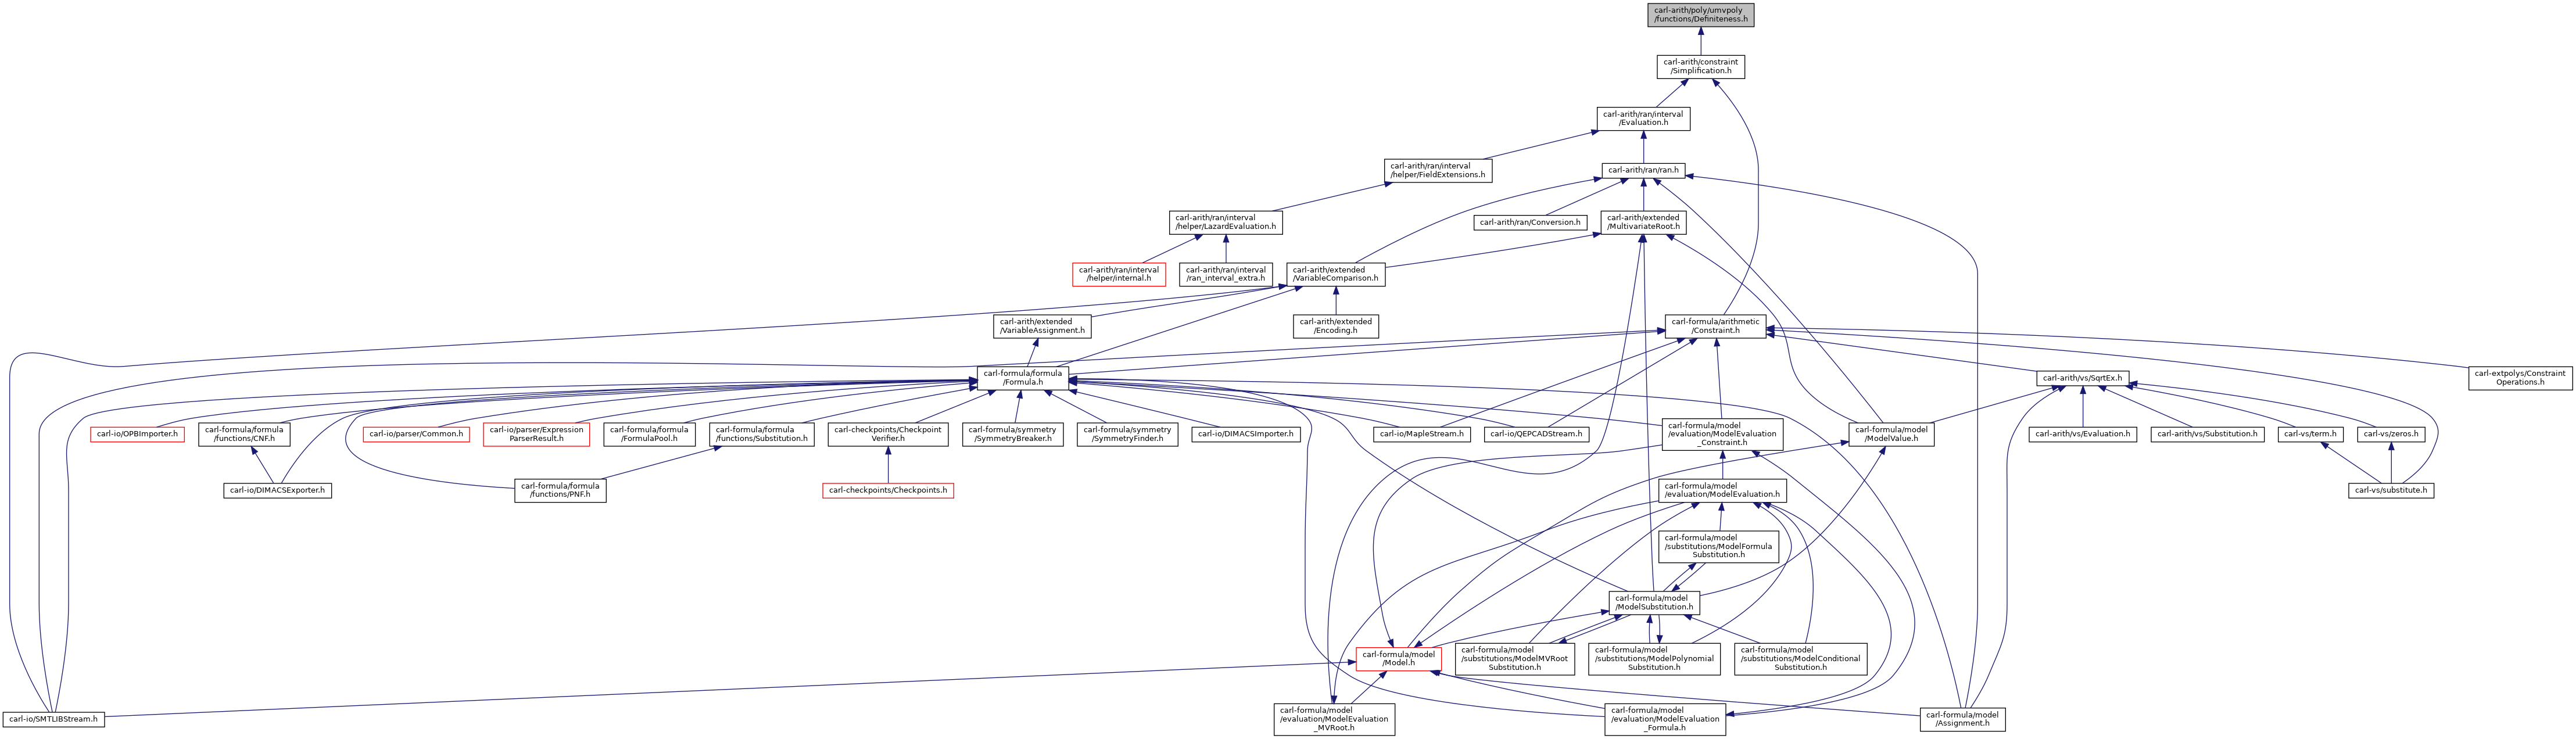 carl-arith/poly/umvpoly
/functions/Definiteness.h
carl-arith/constraint
/Simplification.h
carl-arith/ran/interval
/Evaluation.h
carl-arith/ran/interval
/helper/FieldExtensions.h
carl-arith/ran/ran.h
carl-arith/ran/interval
/helper/LazardEvaluation.h
carl-arith/ran/Conversion.h
carl-arith/extended
/MultivariateRoot.h
carl-arith/ran/interval
/helper/internal.h
carl-arith/ran/interval
/ran_interval_extra.h
carl-arith/extended
/VariableComparison.h
carl-arith/extended
/VariableAssignment.h
carl-arith/extended
/Encoding.h
carl-formula/arithmetic
/Constraint.h
carl-formula/formula
/Formula.h
carl-arith/vs/SqrtEx.h
carl-extpolys/Constraint
Operations.h
carl-io/OPBImporter.h
carl-formula/formula
/functions/CNF.h
carl-io/parser/Common.h
carl-io/parser/Expression
ParserResult.h
carl-formula/formula
/FormulaPool.h
carl-formula/formula
/functions/Substitution.h
carl-checkpoints/Checkpoint
Verifier.h
carl-formula/symmetry
/SymmetryBreaker.h
carl-formula/symmetry
/SymmetryFinder.h
carl-io/DIMACSImporter.h
carl-io/MapleStream.h
carl-io/QEPCADStream.h
carl-formula/model
/evaluation/ModelEvaluation
_Constraint.h
carl-formula/model
/ModelValue.h
carl-arith/vs/Evaluation.h
carl-arith/vs/Substitution.h
carl-vs/term.h
carl-vs/zeros.h
carl-io/DIMACSExporter.h
carl-formula/formula
/functions/PNF.h
carl-checkpoints/Checkpoints.h
carl-formula/model
/evaluation/ModelEvaluation.h
carl-vs/substitute.h
carl-formula/model
/substitutions/ModelFormula
Substitution.h
carl-formula/model
/ModelSubstitution.h
carl-formula/model
/Model.h
carl-formula/model
/substitutions/ModelMVRoot
Substitution.h
carl-formula/model
/substitutions/ModelPolynomial
Substitution.h
carl-formula/model
/substitutions/ModelConditional
Substitution.h
carl-io/SMTLIBStream.h
carl-formula/model
/evaluation/ModelEvaluation
_MVRoot.h
carl-formula/model
/evaluation/ModelEvaluation
_Formula.h
carl-formula/model
/Assignment.h